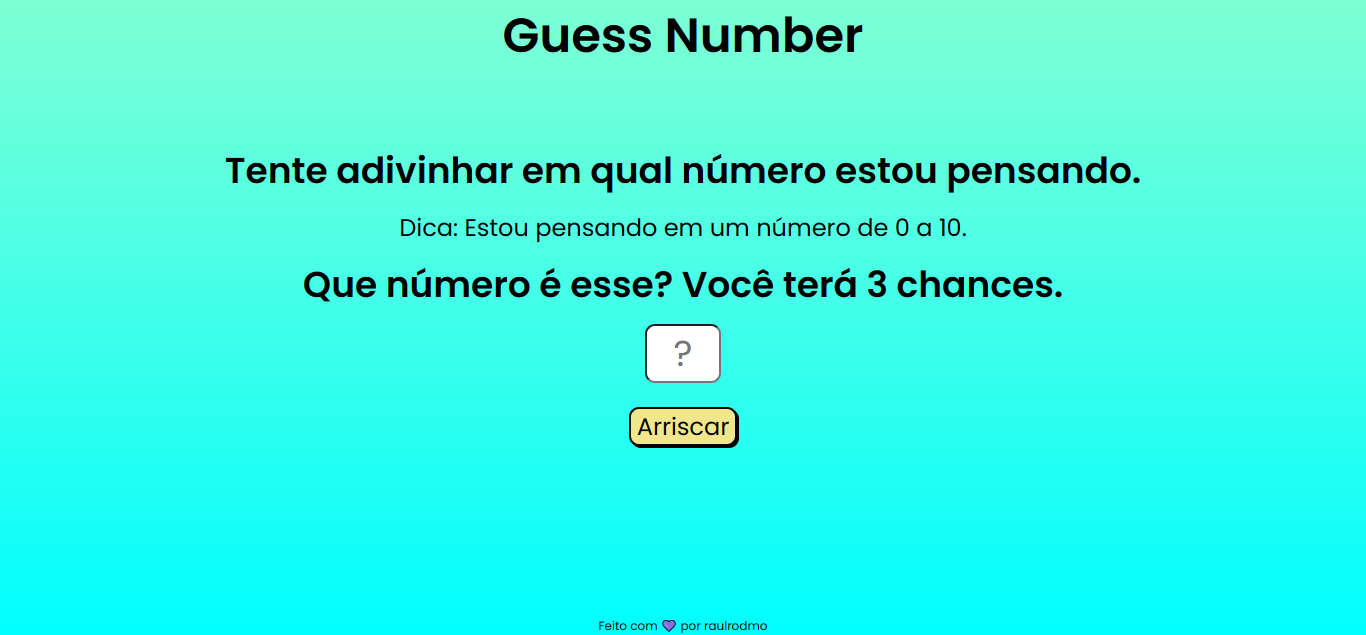 Guess Number
Tente adivinhar em qual número estou pensando.
Dica: Estou pensando em um número de 0 a 10.
Que número é esse? Você terá 3 chances.
?
Arriscar
Feito com 💜 por raulrodmo